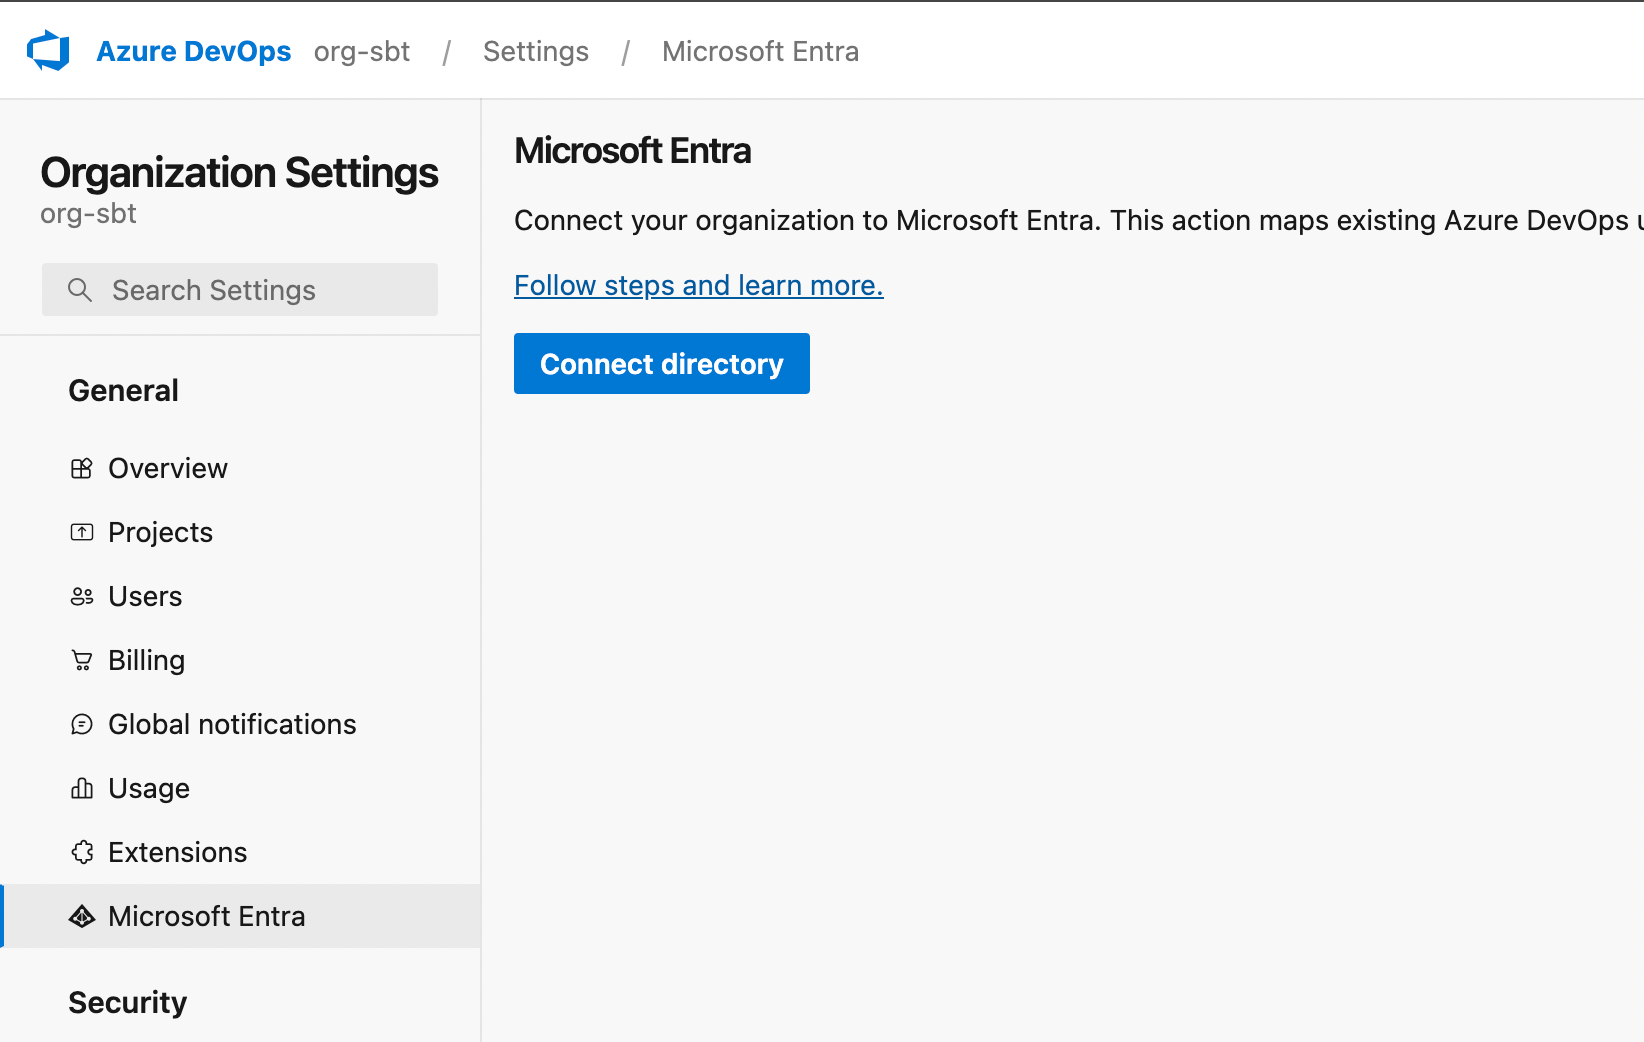 Azure DevOps org-sbt / Settings / Microsoft Entra
Organization Settings
org-sbt
Search Settings
General
Overview
Projects
Users
Billing
Global notifications
Usage
Extensions
Microsoft Entra
Security
Microsoft Entra
Connect your organization to Microsoft Entra. This action maps existing Azure DevOps
Follow steps and learn more.
Connect directory